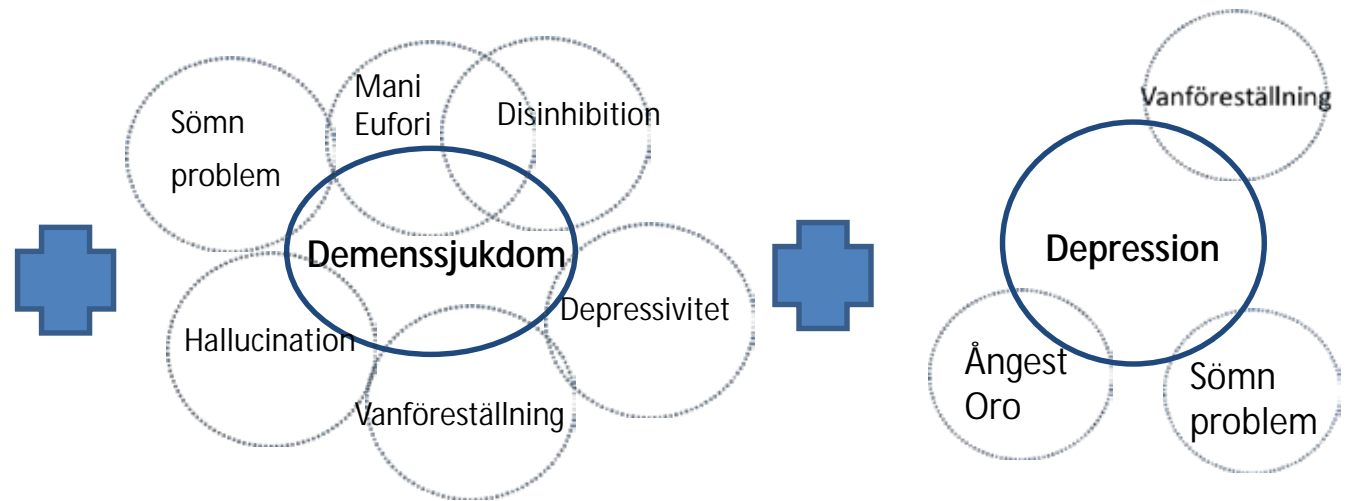 Sömn
problem
Mani
Eufori
Disinhibition
Demenssjukdom
Hallucination
Vanföreställning
Depressivitet
Vanföreställning
Depression
Ångest
Oro
Sömn
problem